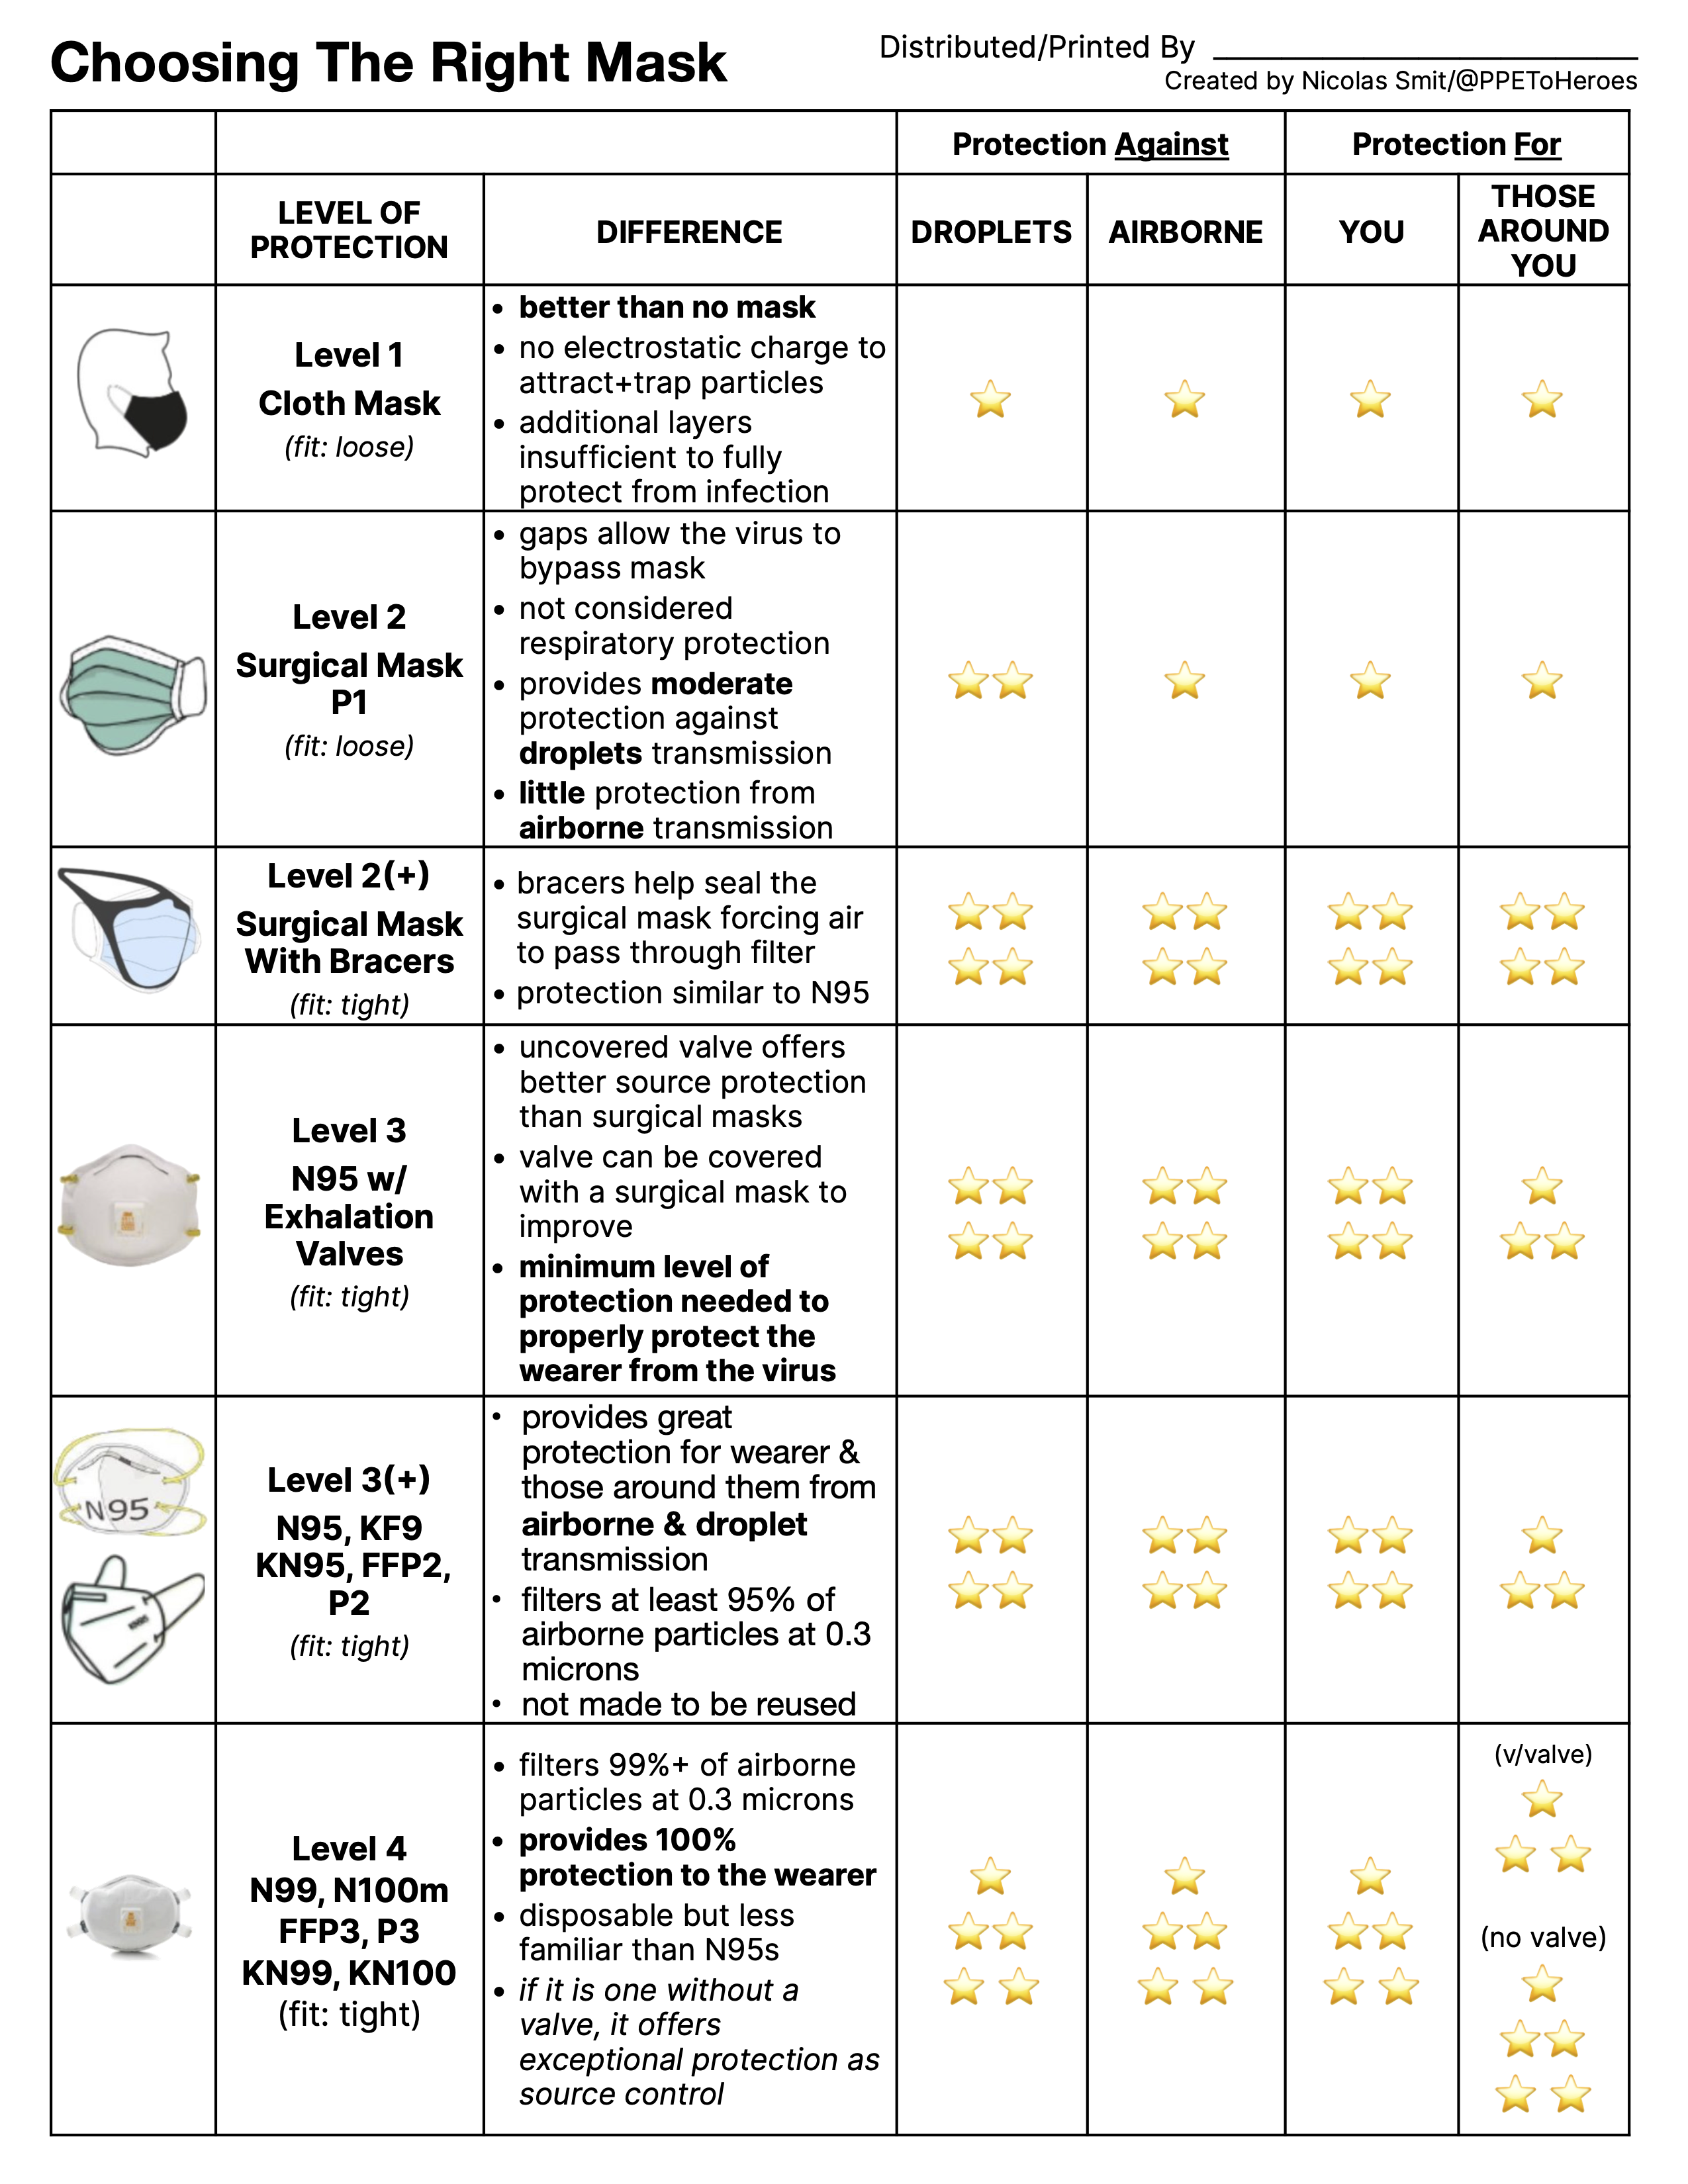 Choosing The Right Mask
Distributed/Printed By
Created by Nicolas Smit/@PPEToHeroes
Protection Against
Protection For
LEVEL OF
PROTECTION
DIFFERENCE
DROPLETS
AIRBORNE
YOU
THOSE
AROUND
YOU
Level 1
Cloth Mask
(fit: loose)
• better than no mask
• no electrostatic charge to
attract+trap particles
• additional layers
insufficient to fully
protect from infection
Level 2
Surgical Mask
P1
(fit: loose)
• gaps allow the virus to
bypass mask
• not considered
respiratory protection
• provides moderate
protection against
droplets transmission
• little protection from
airborne transmission
Level 2(+)
Surgical Mask
With Bracers
(fit: tight)
• bracers help seal the
surgical mask forcing air
to pass through filter
• protection similar to N95
Level 3
N95 w/
Exhalation
Valves
(fit: tight)
• uncovered valve offers
better source protection
than surgical masks
• valve can be covered
with a surgical mask to
improve
• minimum level of
protection needed to
properly protect the
wearer from the virus
N95
Level 3(+)
N95, KF9
KN95, FFP2,
P2
(fit: tight)
• provides great
protection for wearer &
those around them from
airborne & droplet
transmission
• filters at least 95% of
airborne particles at 0.3
microns
• not made to be reused
Level 4
N99, N100m
FFP3, P3
KN99, KN100
(fit: tight)
• filters 99%+ of airborne
particles at 0.3 microns
• provides 100%
protection to the wearer
• disposable but less
familiar than N95s
• if it is one without a
valve, it offers
exceptional protection as
source control
(v/valve)
(no valve)